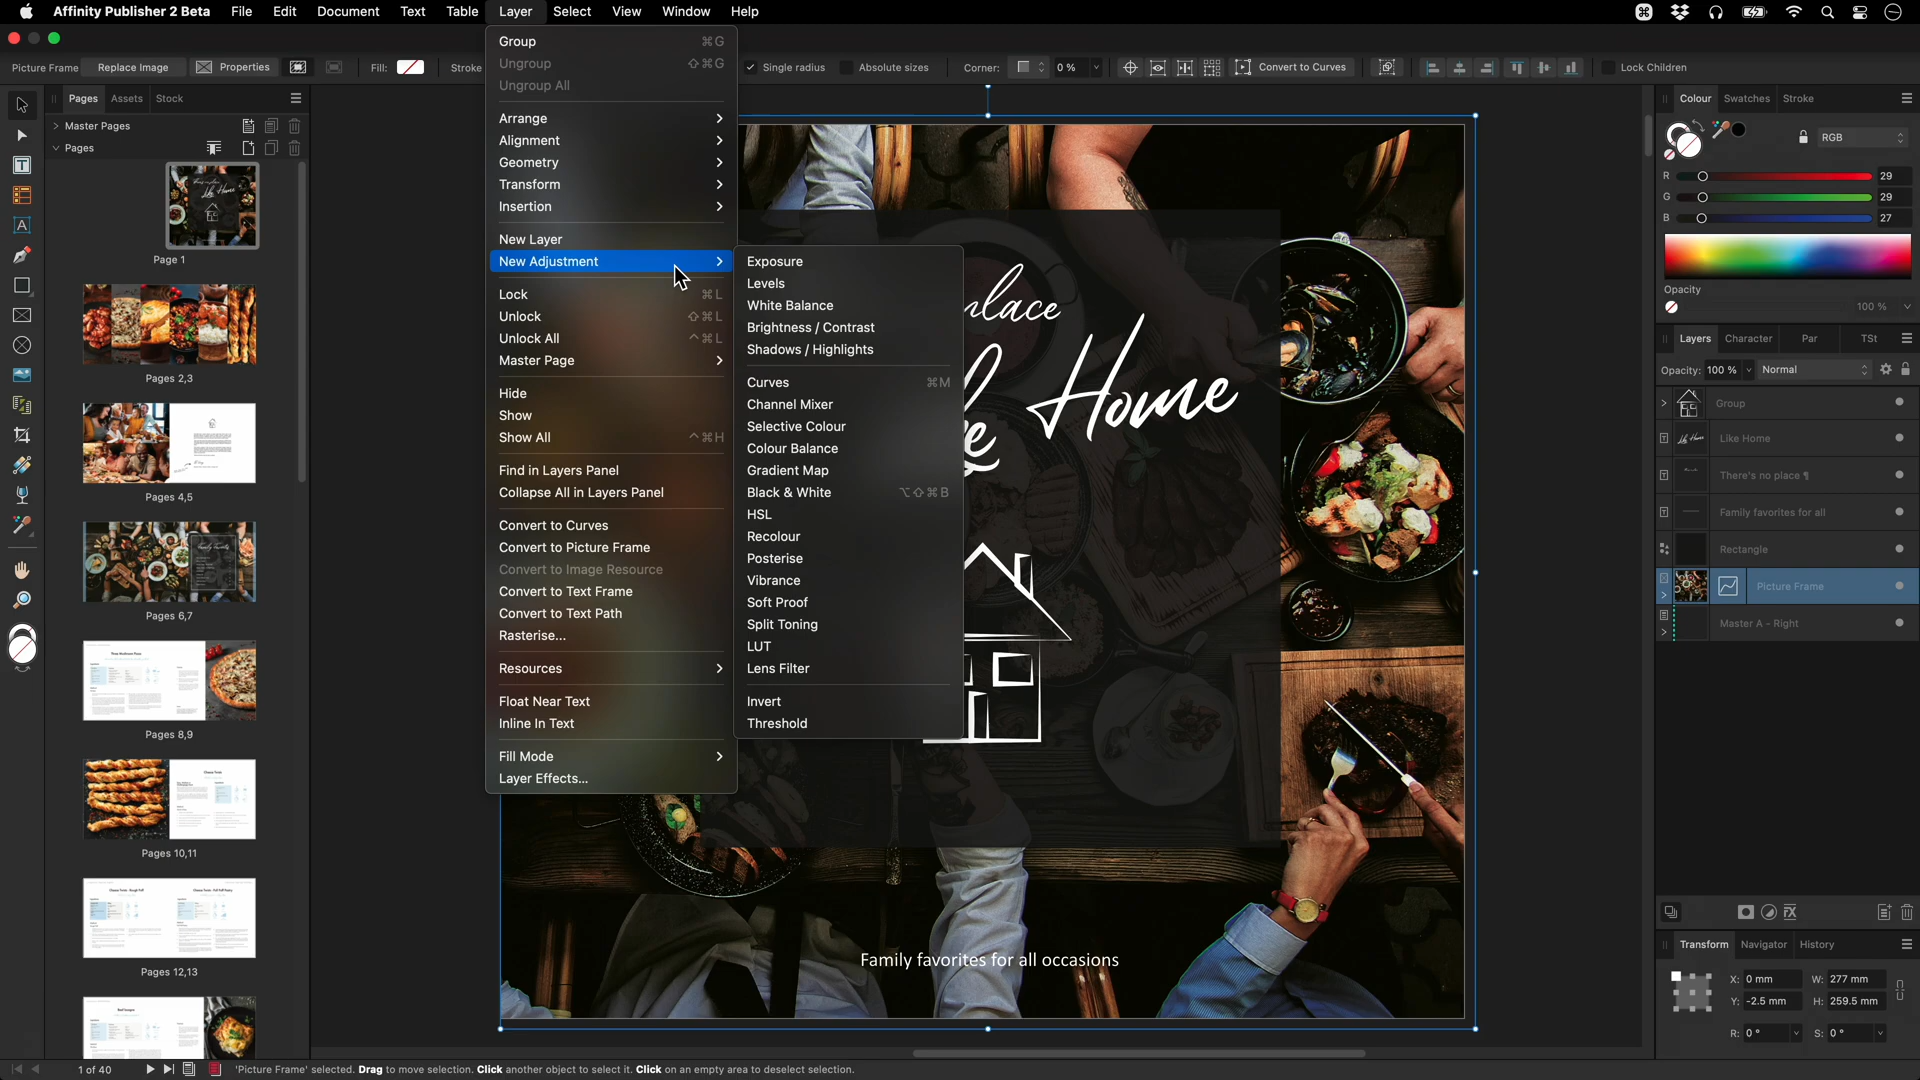 Affinity Publisher 2 Beta File Edit Document Text Table Layer Select View Window Help
Picture Frame Replace Image Properties Fill: Stroke Single radius Absolute sizes Corner: 0 % Convert to Curves Lock Children
Pages Assets Stock
Master Pages
Pages
Page 1
Pages 2,3
Pages 4,5
Pages 6,7
Pages 8,9
Pages 10,11
Pages 12,13
Group ⌘G
Ungroup ⇧⌘G
Ungroup All
Arrange
Alignment
Geometry
Transform
Insertion
New Layer
New Adjustment
Lock ⌘L
Unlock ⇧⌘L
Unlock All ^⌘L
Master Page
Hide
Show
Show All ^⌘H
Find in Layers Panel
Collapse All in Layers Panel
Convert to Curves
Convert to Picture Frame
Convert to Image Resource
Convert to Text Frame
Convert to Text Path
Rasterise...
Resources
Float Near Text
Inline In Text
Fill Mode
Layer Effects...
Exposure
Levels
White Balance
Brightness / Contrast
Shadows / Highlights
Curves ⌘M
Channel Mixer
Selective Colour
Colour Balance
Gradient Map
Black & White ⌥⇧⌘B
HSL
Recolour
Posterise
Vibrance
Soft Proof
Split Toning
LUT
Lens Filter
Invert
Threshold
Home
Family favorites for all occasions
Colour Swatches Stroke
RGB
R 29
G 29
B 27
Opacity
100 %
Layers Character Par TSt
Opacity: 100 % Normal
Group
Like Home
There's no place ¶
Family favorites for all
Rectangle
Picture Frame
Master A - Right
Transform Navigator History
X: 0 mm W: 277 mm
Y: -2.5 mm H: 259.5 mm
R: 0 ° S: 0 °
1 of 40 'Picture Frame' selected. Drag to move selection. Click another object to select it. Click on an empty area to deselect selection.